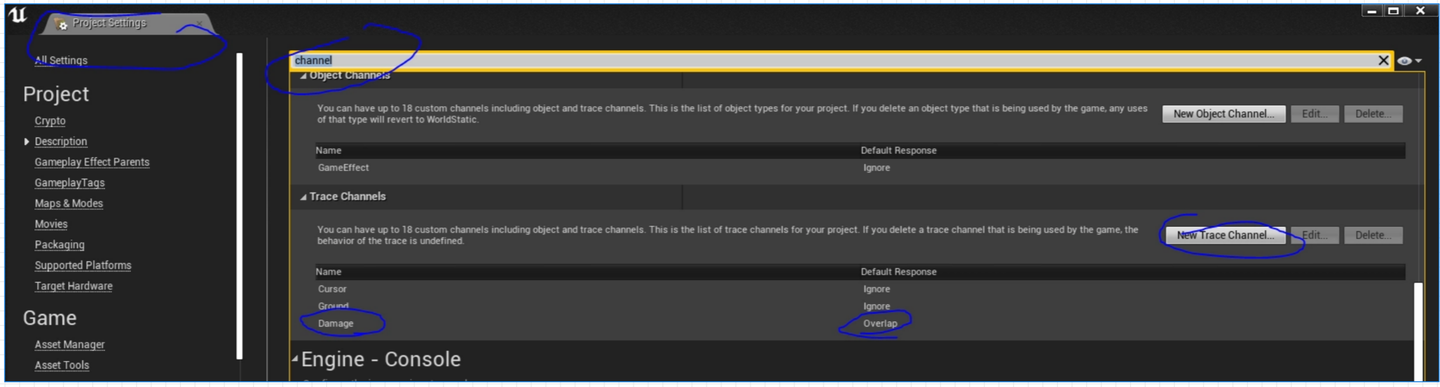 Project Settings
All Settings
Project
Crypto
Description
Gameplay Effect Parents
GameplayTags
Maps & Modes
Movies
Packaging
Supported Platforms
Target Hardware
Game
Asset Manager
Asset Tools
channel
Object Channels
You can have up to 18 custom channels including object and trace channels. This is the list of object types for your project. If you delete an object type that is being used by the game, any uses
of that type will revert to WorldStatic.
New Object Channel... Edit... Delete...
Name Default Response
GameEffect Ignore
Trace Channels
You can have up to 18 custom channels including object and trace channels. This is the list of trace channels for your project. If you delete a trace channel that is being used by the game, the
behavior of the trace is undefined.
New Trace Channel... Edit... Delete...
Name Default Response
Cursor Ignore
Ground Ignore
Damage Overlap
Engine - Console